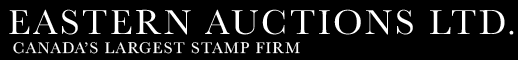 EASTERN AUCTIONS LTD.
CANADA'S LARGEST STAMP FIRM